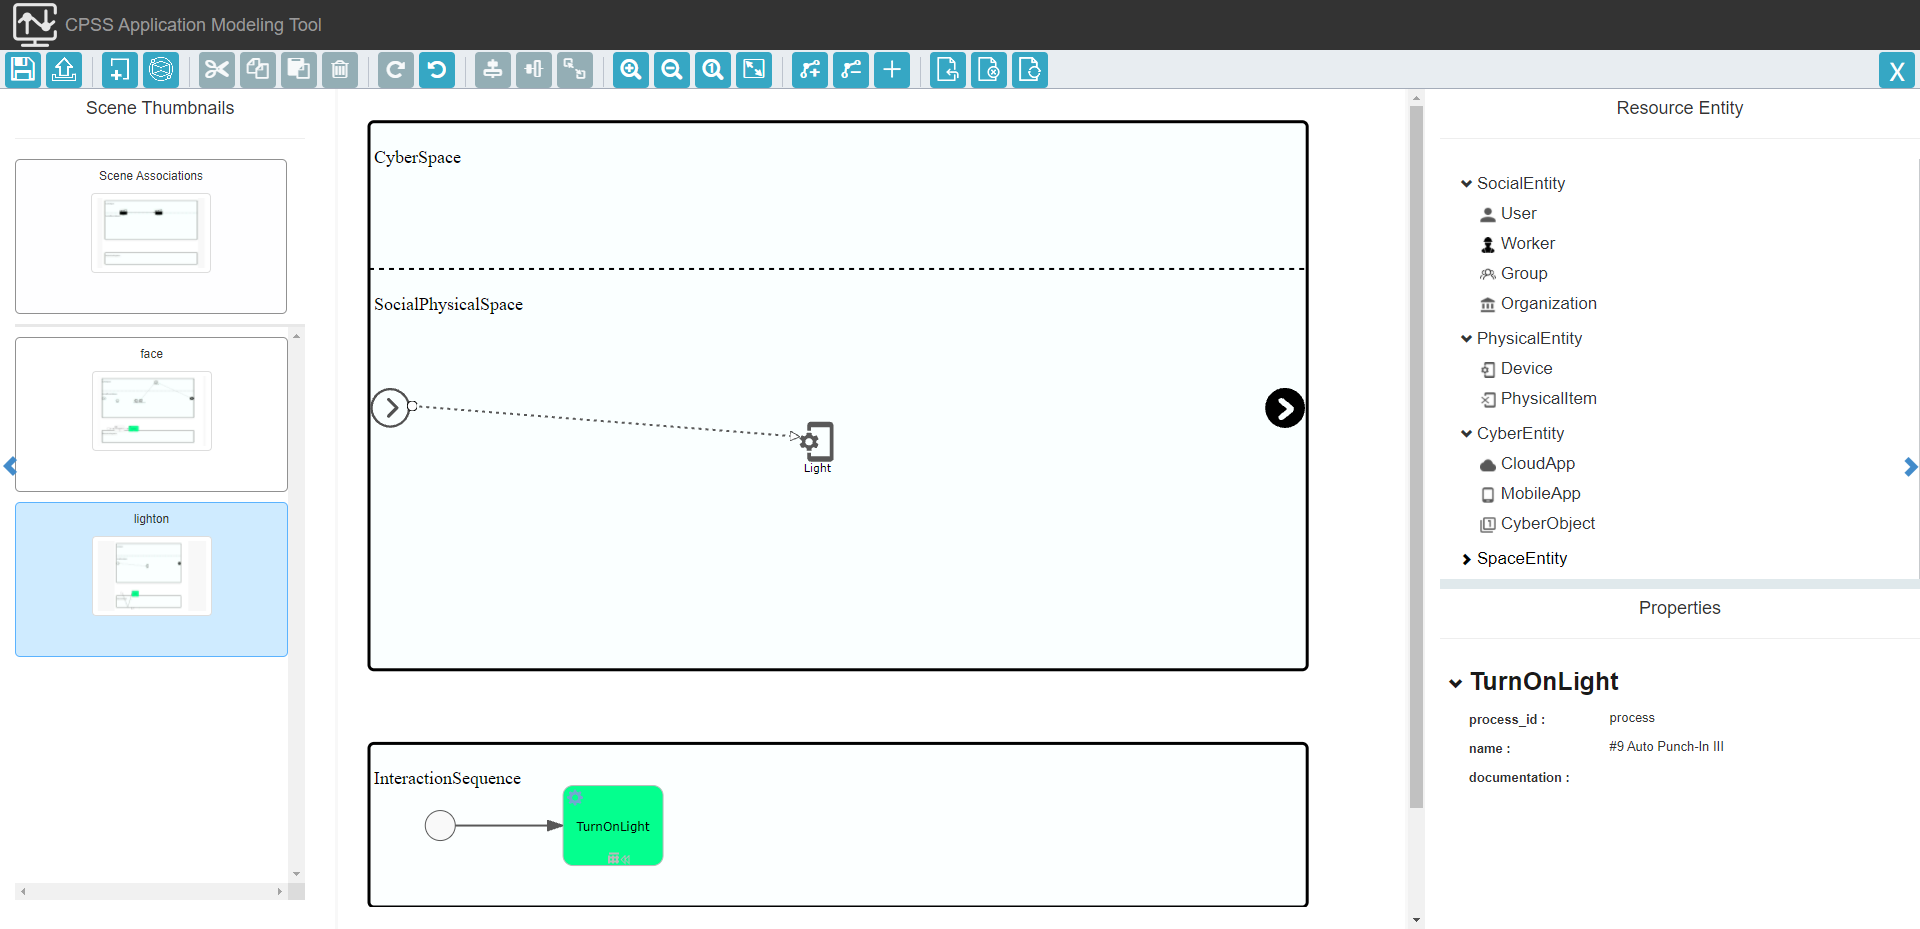 CPSS Application Modeling Tool
X
Scene Thumbnails
Scene Associations
face
lighton
CyberSpace
SocialPhysicalSpace
Light
InteractionSequence
TurnOnLight
Resource Entity
SocialEntity
User
Worker
Group
Organization
PhysicalEntity
Device
PhysicalItem
CyberEntity
CloudApp
MobileApp
CyberObject
SpaceEntity
Properties
TurnOnLight
process_id : process
name : #9 Auto Punch-In III
documentation :